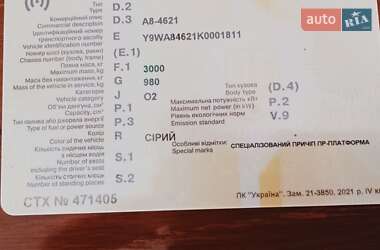 Тип
Type
D.2
Комерційний опис
Commercial description
D.3 A8-4621
Ідентифікаційний номер
транспортного засобу
Vehicle identification number
E Y9WA84621K0001811
Номер шасі (кузова, рами)
Chassis number (body, frame)
(E.1)
Повна маса, кг
Maximum mass, kg
F.1 3000
Маса без навантаження, кг
Mass of the vehicle in service, kg
G 980
Категорія
Vehicle category
J O2
Об'єм двигуна, см³
Capacity, cm³
P.1
Тип пального або джерела енергії
Type of fuel or power source
P.3
Колір
Color of the vehicle
R СІРИЙ
Кількість сидячих місць
з місцем водія
Number of seats
including the driver's seat
S.1
Кількість стоячих місць
Number of standing places
S.2
Тип кузова
Body type
(D.4)
Максимальна потужність кВт
Maximum net power (in kW)
P.2
Рівень екологічних норм
Emission standard
V.9
Особливі відмітки:
Special marks
СПЕЦІАЛІЗОВАНИЙ ПРИЧІП ПР-ПЛАТФОРМА
СТХ № 471405
ПК "Україна". Зам. 21-3850. 2021 р. IV кв
AUTO RIA.com